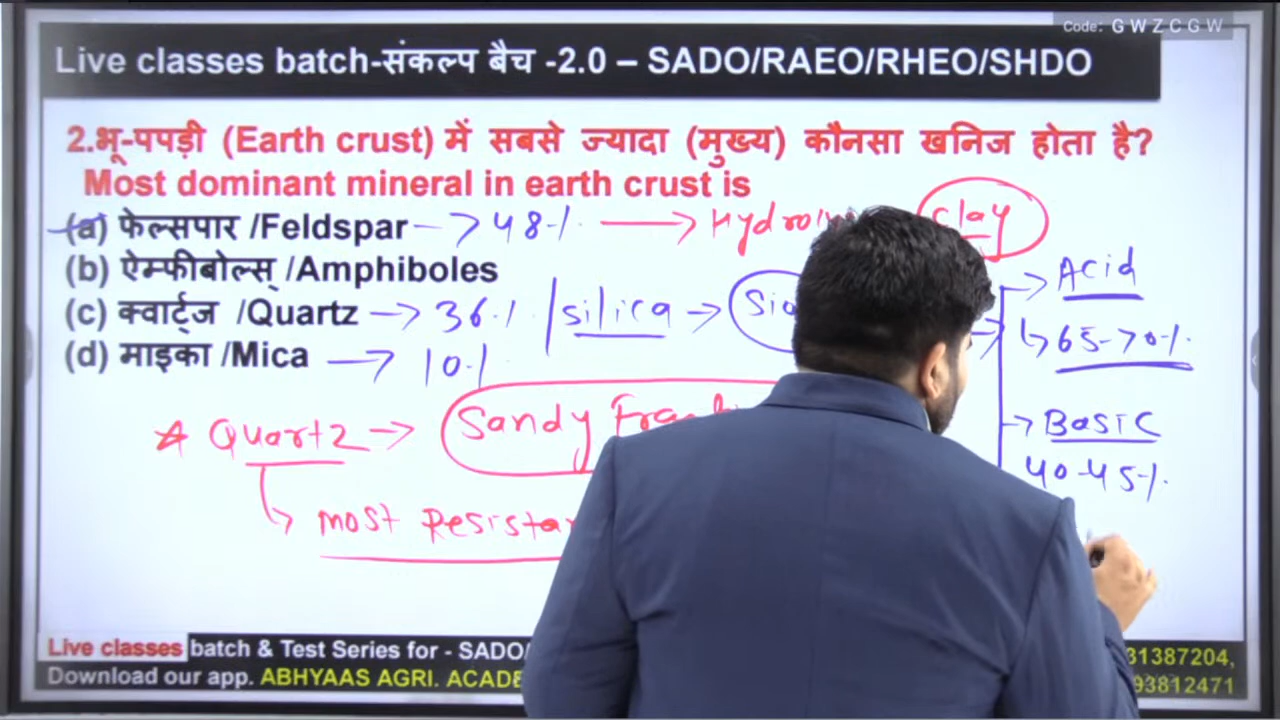 Code: G W Z C G W
Live classes batch-संकल्प बैच -2.0 – SADO/RAEO/RHEO/SHDO
2.भू-पपड़ी (Earth crust) में सबसे ज्यादा (मुख्य) कौनसा खनिज होता है?
Most dominant mineral in earth crust is
(a) फेल्सपार /Feldspar → 48% → clay
(b) ऐम्फीबोल्स् /Amphiboles
(c) क्वार्ट्ज /Quartz → 36% / silica →
(d) माइका /Mica → 10%
Acid
↳ 65-70%
→ Basic
40-45%
* Quartz → Sandy
↳ most
Live classes batch & Test Series for - SADO/
Download our app. ABHYAAS AGRI.
31387204,
93812471